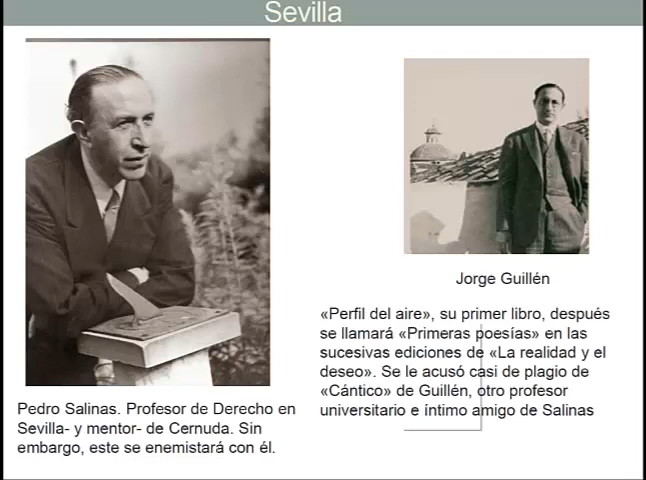 Sevilla
Jorge Guillén
«Perfil del aire», su primer libro, después
se llamará «Primeras poesías» en las
sucesivas ediciones de «La realidad y el
deseo». Se le acusó casi de plagio de
«Cántico» de Guillén, otro profesor
universitario e íntimo amigo de Salinas
Pedro Salinas. Profesor de Derecho en
Sevilla- y mentor- de Cernuda. Sin
embargo, este se enemistará con él.